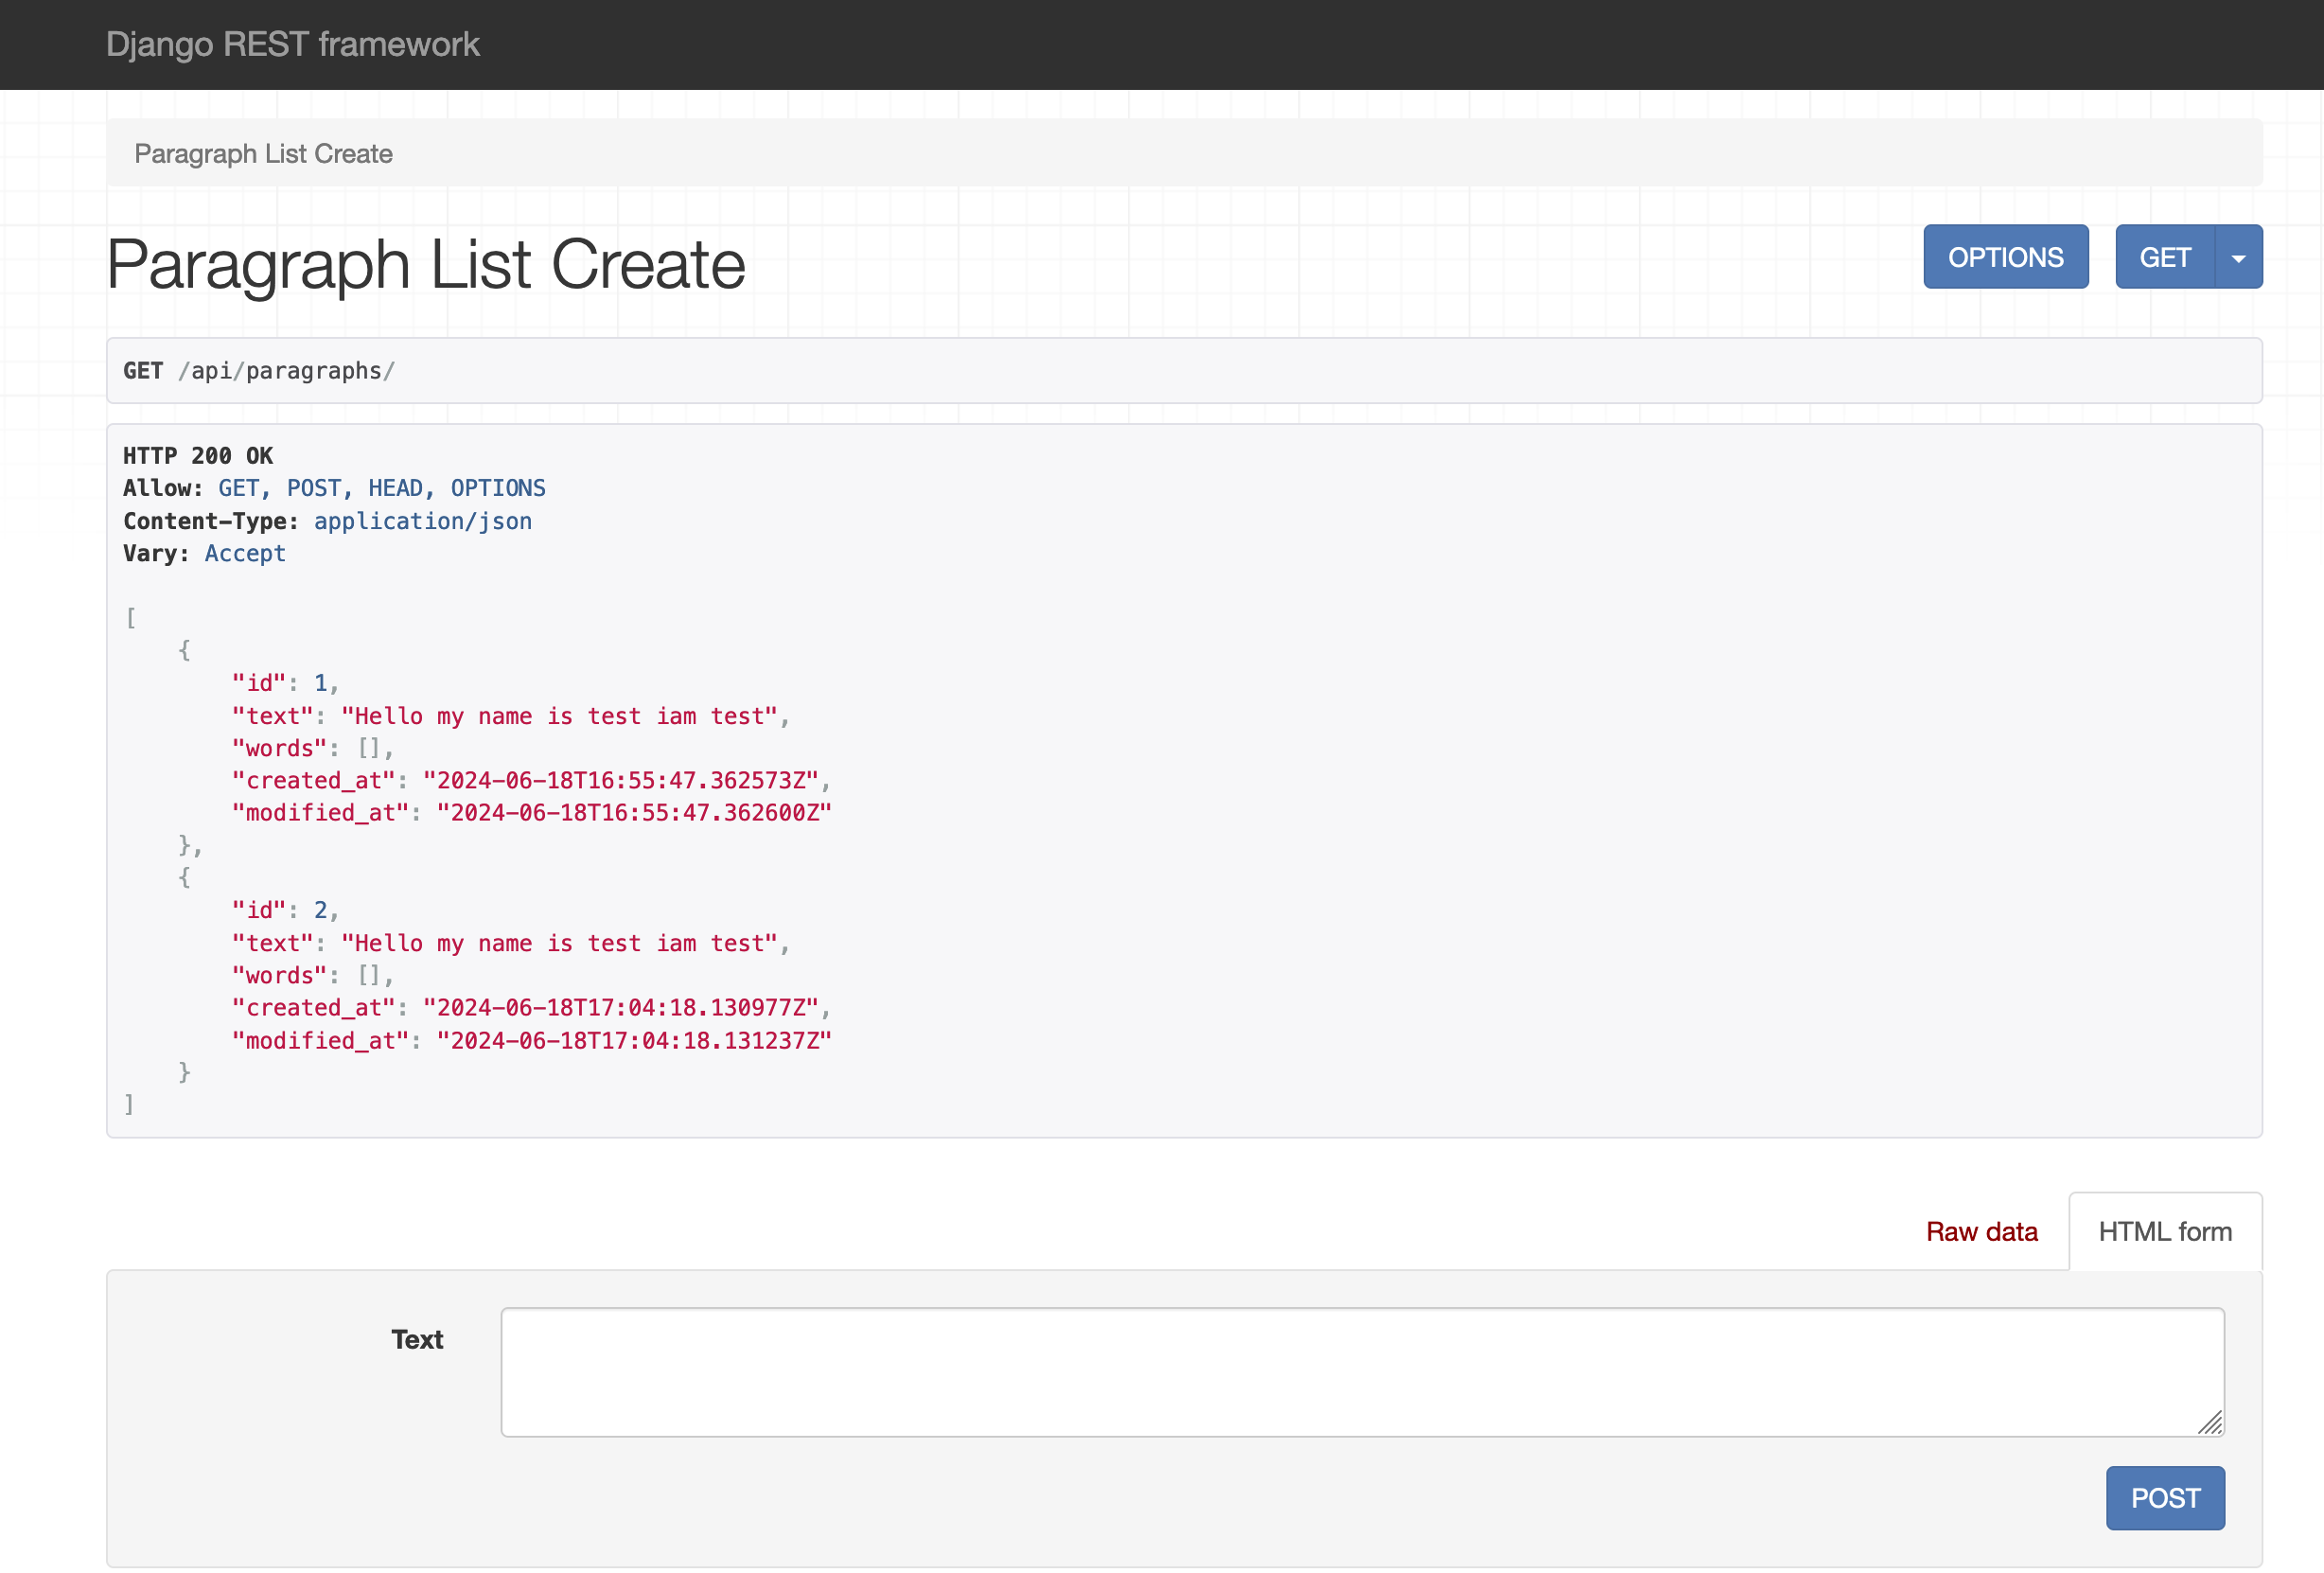 Django REST framework
Paragraph List Create
Paragraph List Create
OPTIONS
GET
GET /api/paragraphs/
HTTP 200 OK
Allow: GET, POST, HEAD, OPTIONS
Content-Type: application/json
Vary: Accept
[
    {
        "id": 1,
        "text": "Hello my name is test iam test",
        "words": [],
        "created_at": "2024-06-18T16:55:47.362573Z",
        "modified_at": "2024-06-18T16:55:47.362600Z"
    },
    {
        "id": 2,
        "text": "Hello my name is test iam test",
        "words": [],
        "created_at": "2024-06-18T17:04:18.130977Z",
        "modified_at": "2024-06-18T17:04:18.131237Z"
    }
]
Raw data
HTML form
Text
POST